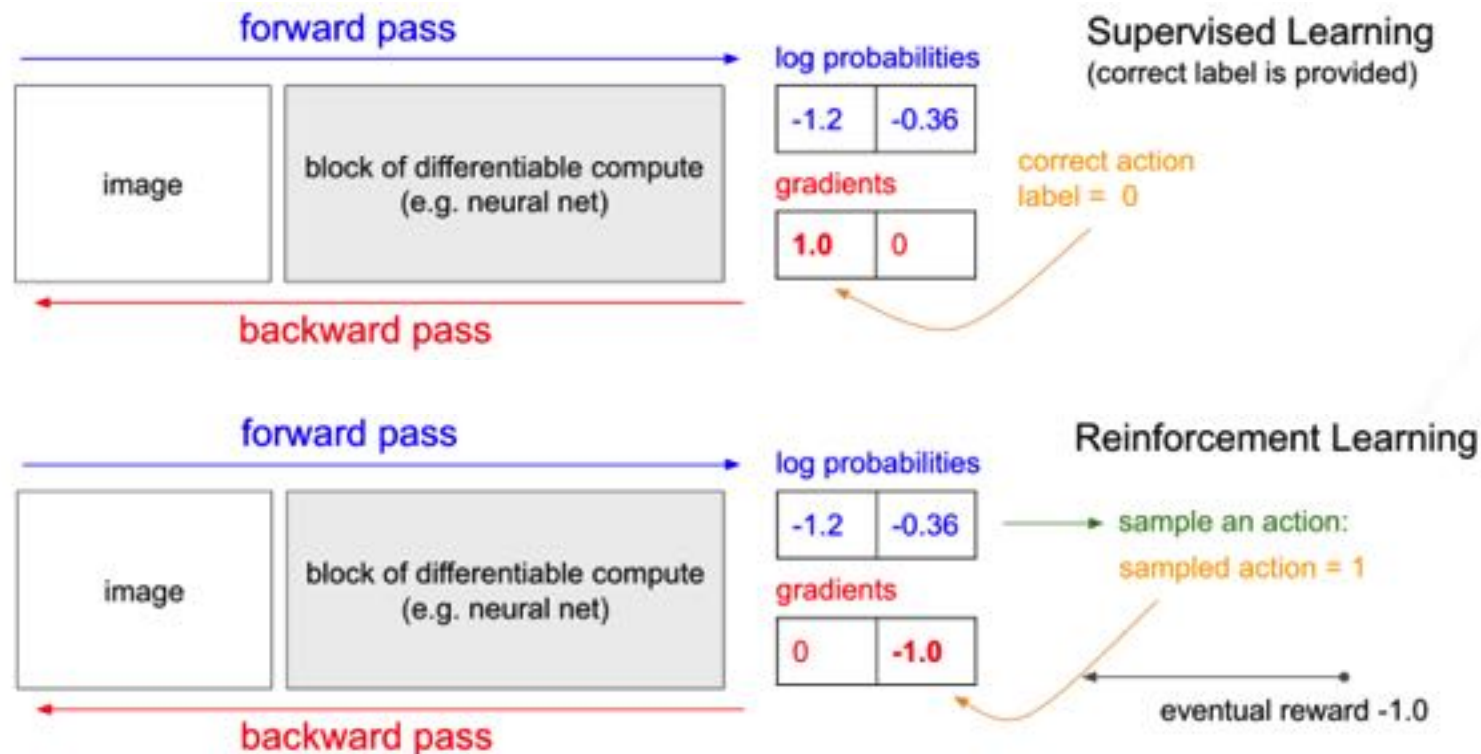 forward pass
Supervised Learning
(correct label is provided)
log probabilities
-1.2 -0.36
image
block of differentiable compute
(e.g. neural net)
gradients
1.0 0
correct action
label = 0
backward pass
forward pass
Reinforcement Learning
log probabilities
-1.2 -0.36
sample an action:
sampled action = 1
image
block of differentiable compute
(e.g. neural net)
gradients
0 -1.0
eventual reward -1.0
backward pass